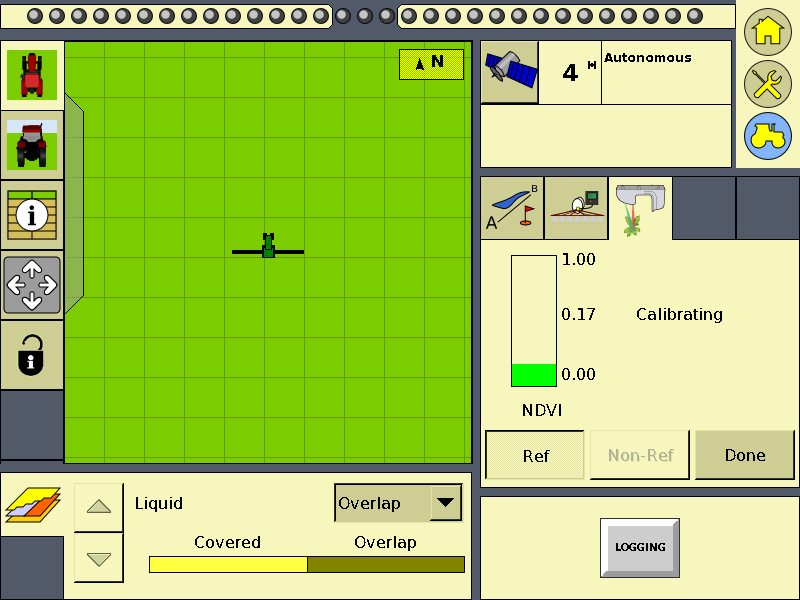 N
4
Autonomous
i
A
B
1.00
0.17
Calibrating
0.00
NDVI
Ref
Non-Ref
Done
i
Liquid
Overlap
Covered
Overlap
LOGGING